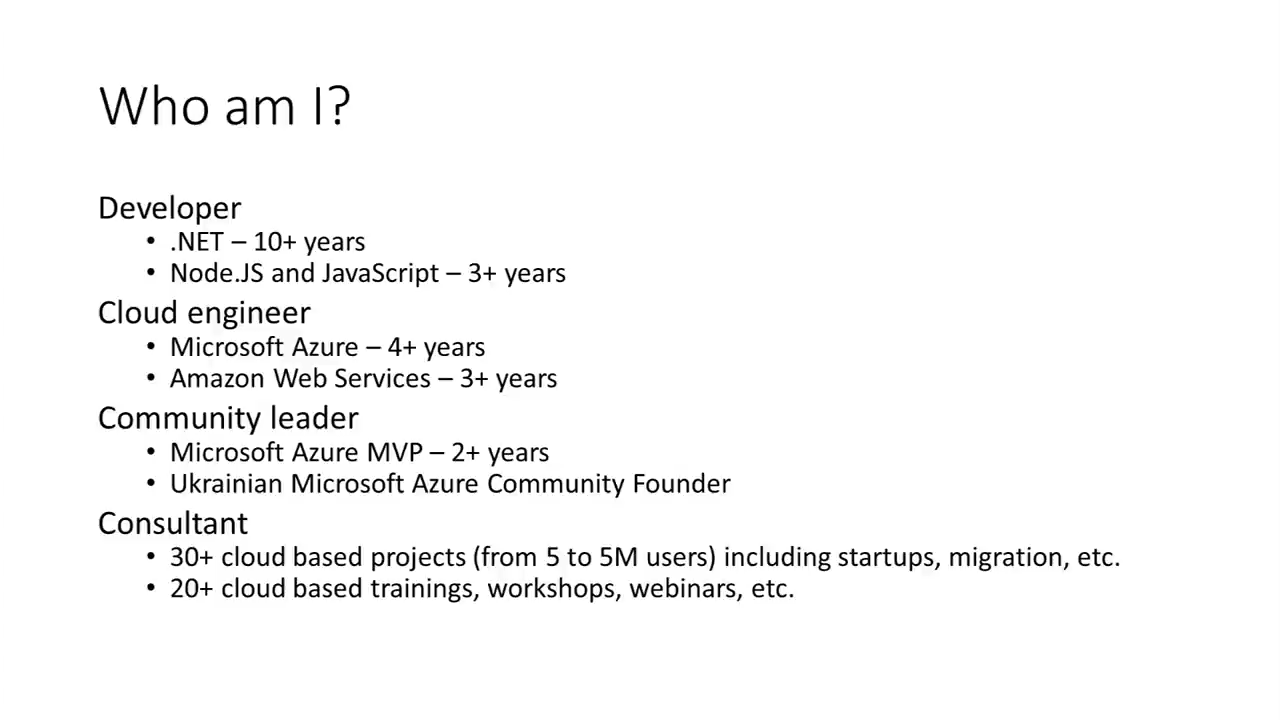 Who am I?
Developer
• .NET – 10+ years
• Node.JS and JavaScript – 3+ years
Cloud engineer
• Microsoft Azure – 4+ years
• Amazon Web Services – 3+ years
Community leader
• Microsoft Azure MVP – 2+ years
• Ukrainian Microsoft Azure Community Founder
Consultant
• 30+ cloud based projects (from 5 to 5M users) including startups, migration, etc.
• 20+ cloud based trainings, workshops, webinars, etc.